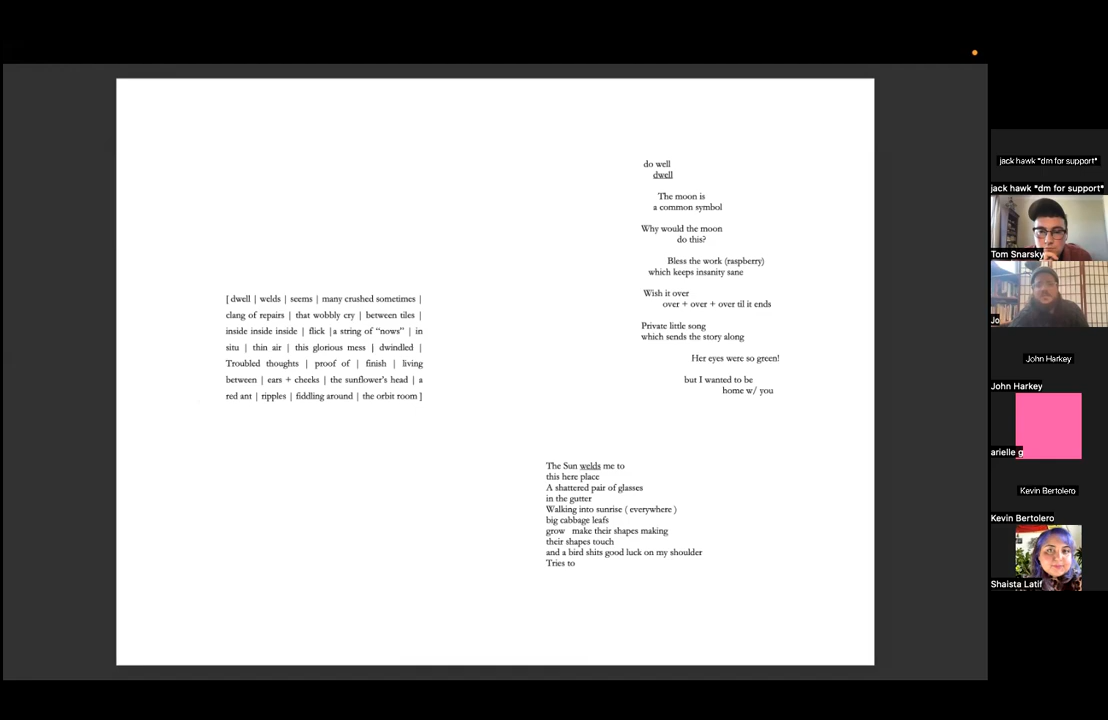 [ dwell | welds | seems | many crushed sometimes |
clang of repairs | that wobbly cry | between tiles |
inside inside inside | flick |a string of “nows” | in
situ | thin air | this glorious mess | dwindled |
Troubled thoughts | proof of | finish | living
between | ears + cheeks | the sunflower's head | a
red ant | ripples | fiddling around | the orbit room ]
do well
dwell
The moon is
a common symbol
Why would the moon
do this?
Bless the work (raspberry)
which keeps insanity sane
Wish it over
over + over + over til it ends
Private little song
which sends the story along
Her eyes were so green!
but I wanted to be
home w/ you
The Sun welds me to
this here place
A shattered pair of glasses
in the gutter
Walking into sunrise ( everywhere )
big cabbage leafs
grow   make their shapes making
their shapes touch
and a bird shits good luck on my shoulder
Tries to
jack hawk *dm for support*
jack hawk *dm for support*
Tom Snarsky
Jo
John Harkey
John Harkey
arielle g
Kevin Bertolero
Kevin Bertolero
Shaista Latif